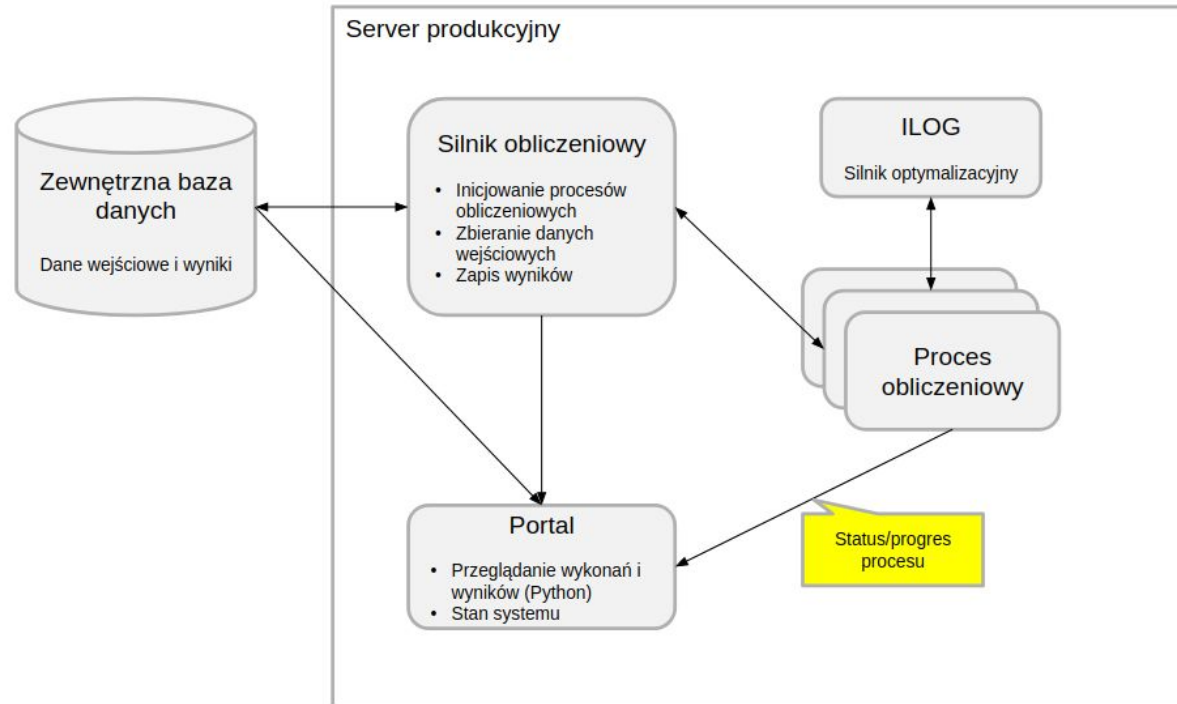 Server produkcyjny
Zewnętrzna baza
danych
Dane wejściowe i wyniki
Silnik obliczeniowy
• Inicjowanie procesów
obliczeniowych
• Zbieranie danych
wejściowych
• Zapis wyników
ILOG
Silnik optymalizacyjny
Proces
obliczeniowy
Portal
• Przeglądanie wykonań i
wyników (Python)
• Stan systemu
Status/progres
procesu